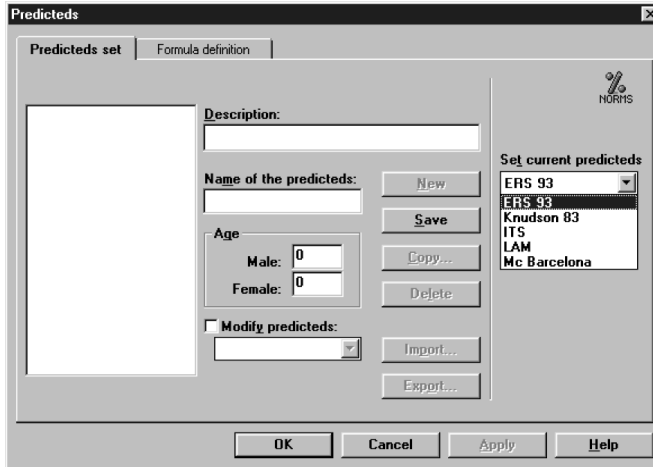 Predicteds
Predicteds set
Formula definition
NORMS
Description:
Set current predicteds
Name of the predicteds:
New
ERS 93
ERS 93
Knudson 83
ITS
LAM
Mc Barcelona
Save
Age
Male: 0
Female: 0
Copy...
Delete
Modify predicteds:
Import...
Export...
OK
Cancel
Apply
Help